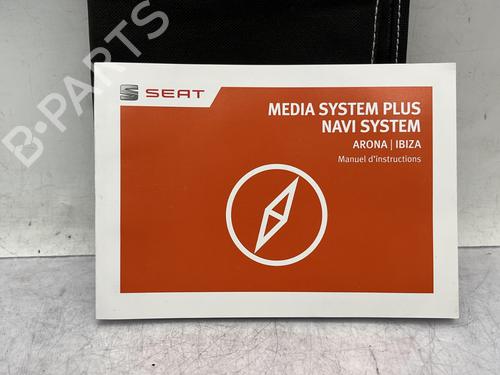 SEAT
MEDIA SYSTEM PLUS
NAVI SYSTEM
ARONA | IBIZA
Manuel d'instructions
B-PARTS